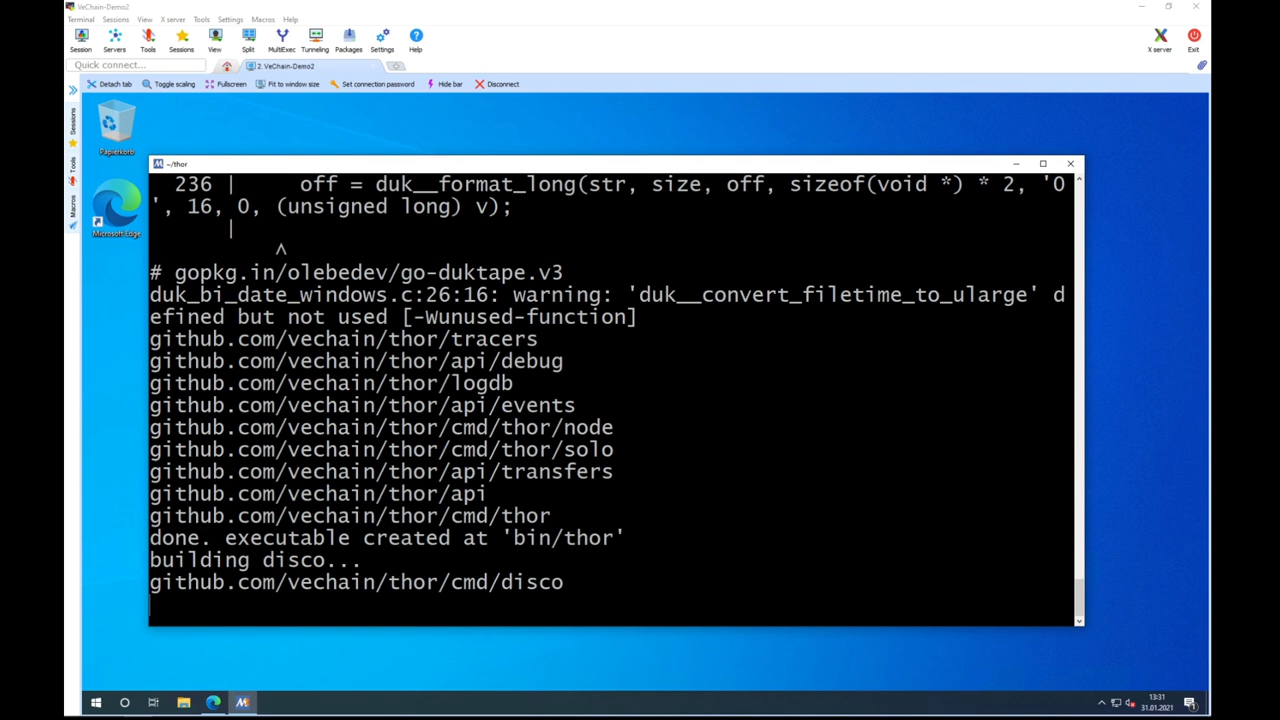 VeChain-Demo2
Terminal Sessions View X server Tools Settings Macros Help
Session Servers Tools Sessions View Split MultiExec Tunneling Packages Settings Help X server Exit
Quick connect... 2. VeChain-Demo2
Detach tab Toggle scaling Fullscreen Fit to window size Set connection password Hide bar Disconnect
Sessions
Tools
Macros
Papierkorb
Microsoft Edge
~/thor
236 | off = duk__format_long(str, size, off, sizeof(void *) * 2, '0
', 16, 0, (unsigned long) v);
|
^
# gopkg.in/olebedev/go-duktape.v3
duk_bi_date_windows.c:26:16: warning: 'duk__convert_filetime_to_ularge' d
efined but not used [-Wunused-function]
github.com/vechain/thor/tracers
github.com/vechain/thor/api/debug
github.com/vechain/thor/logdb
github.com/vechain/thor/api/events
github.com/vechain/thor/cmd/thor/node
github.com/vechain/thor/cmd/thor/solo
github.com/vechain/thor/api/transfers
github.com/vechain/thor/api
github.com/vechain/thor/cmd/thor
done. executable created at 'bin/thor'
building disco...
github.com/vechain/thor/cmd/disco
13:31
31.01.2021